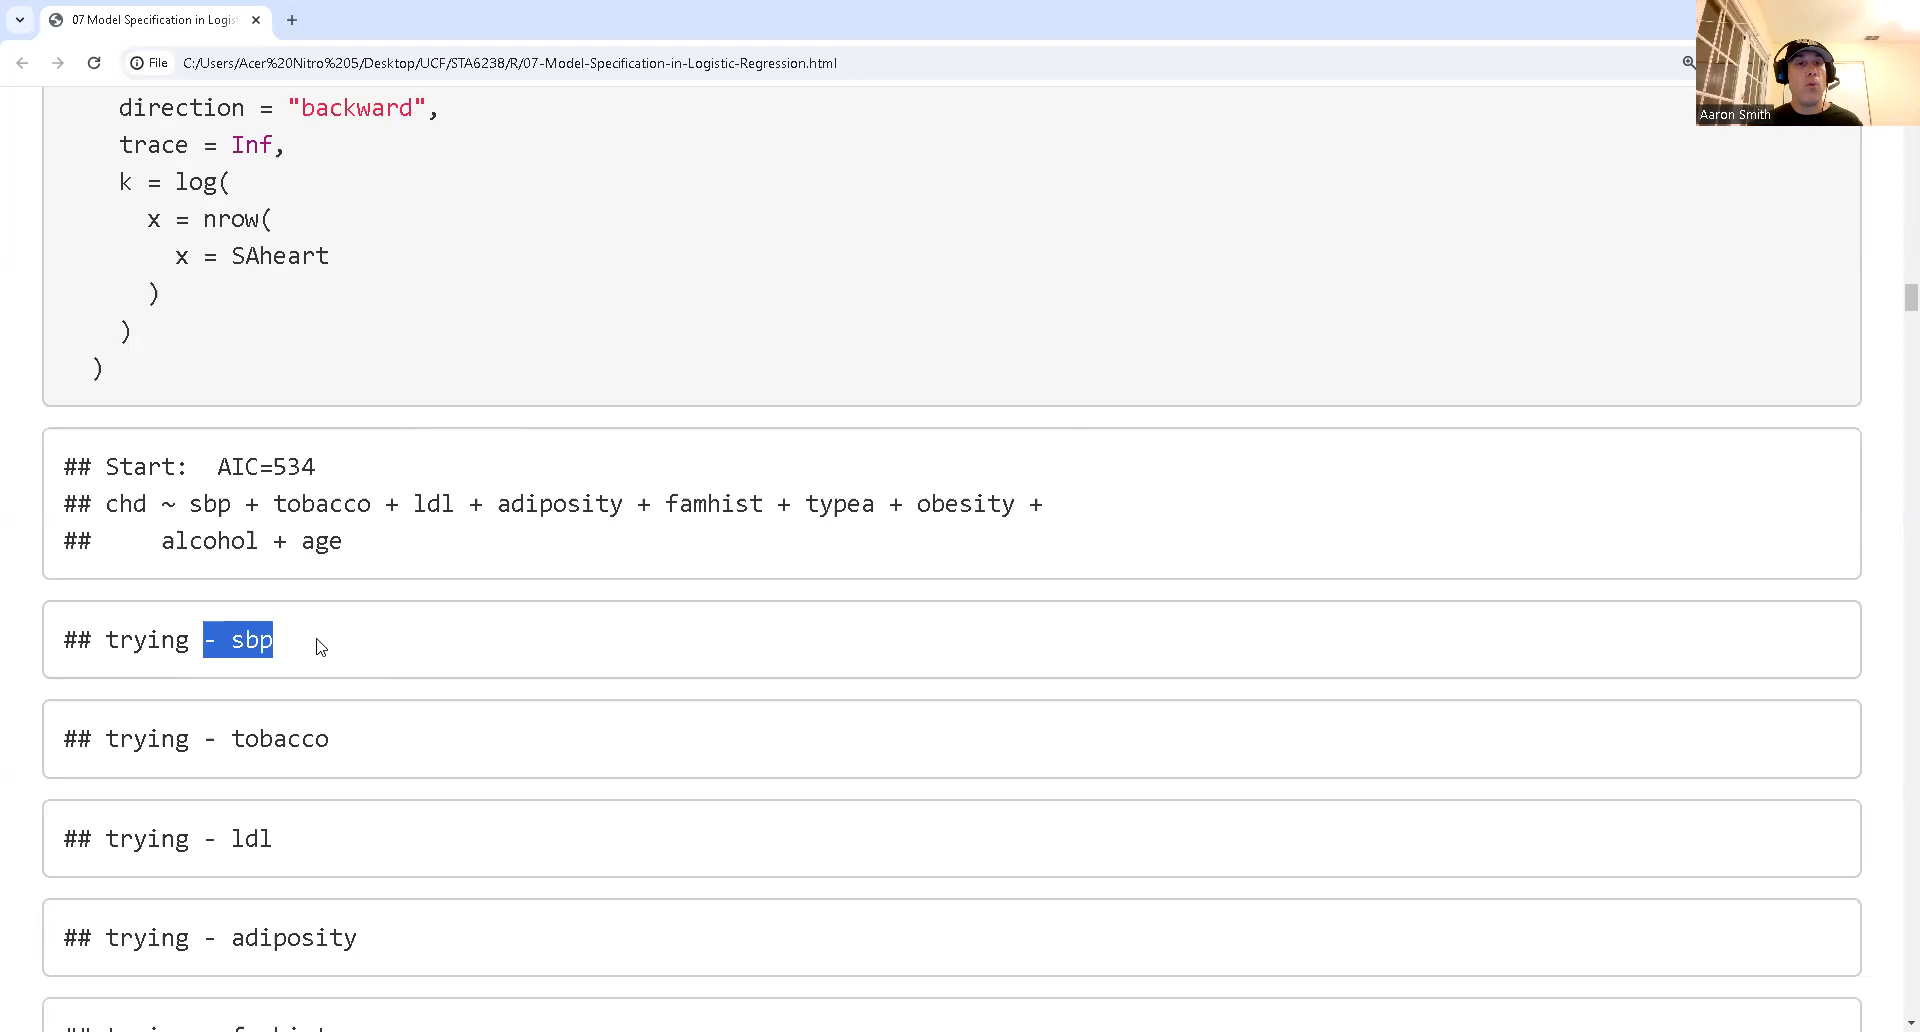 07 Model Specification in Logis
File
C:/Users/Acer%20Nitro%205/Desktop/UCF/STA6238/R/07-Model-Specification-in-Logistic-Regression.html
Aaron Smith
direction = "backward",
trace = Inf,
k = log(
x = nrow(
x = SAheart
)
)
)
## Start:  AIC=534
## chd ~ sbp + tobacco + ldl + adiposity + famhist + typea + obesity +
##     alcohol + age
## trying - sbp
## trying - tobacco
## trying - ldl
## trying - adiposity